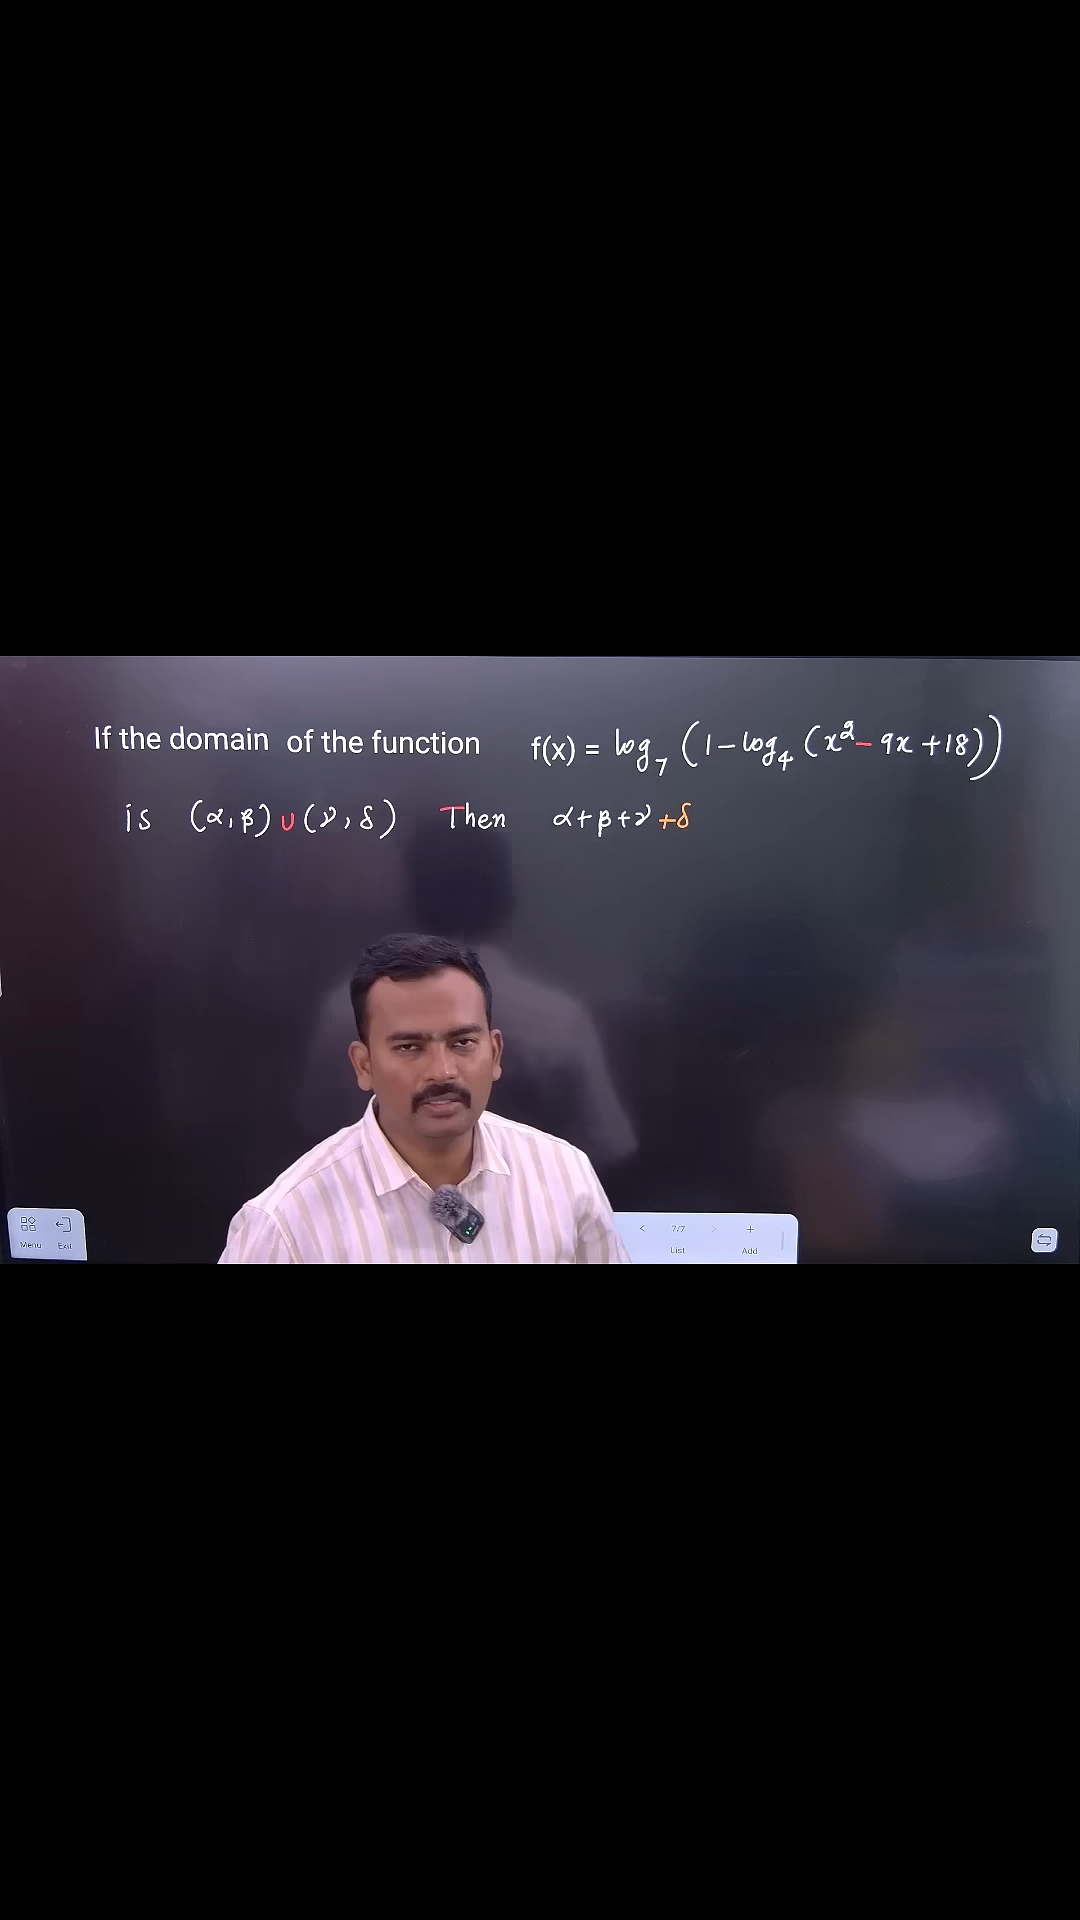 If the domain of the function f(x) = log₇ (1 - log₄ (x² - 9x + 18))
is (α, β) ∪ (γ, δ) Then α + β + γ + δ
Menu Exit
< 7/7 > +
List Add